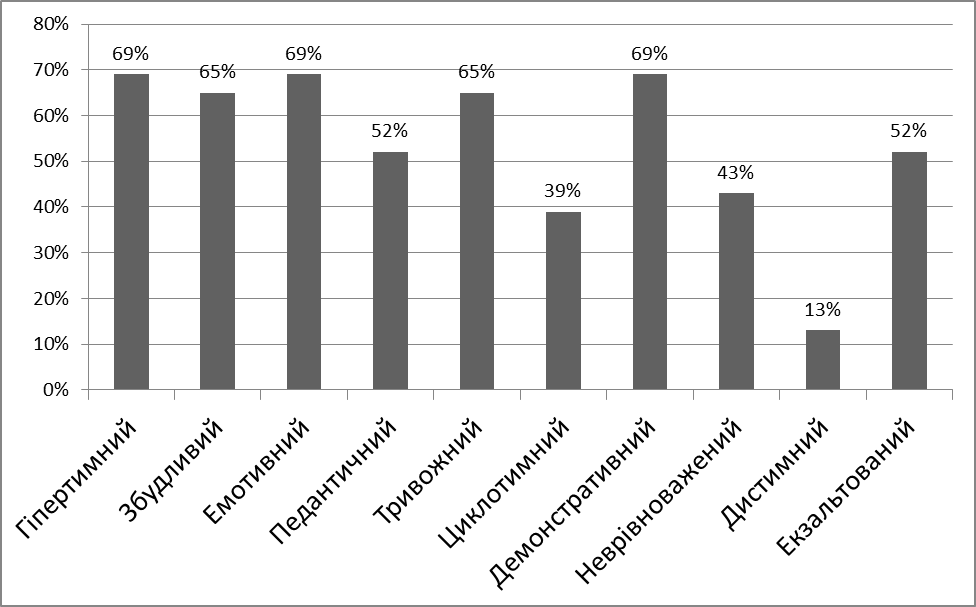 80%
70%
60%
50%
40%
30%
20%
10%
0%
69%
65%
69%
52%
65%
39%
69%
43%
13%
52%
Гіпертимний
Збудливий
Емотивний
Педантичний
Тривожний
Циклотимний
Демонстративний
Неврівноважений
Дистимний
Екзальтований